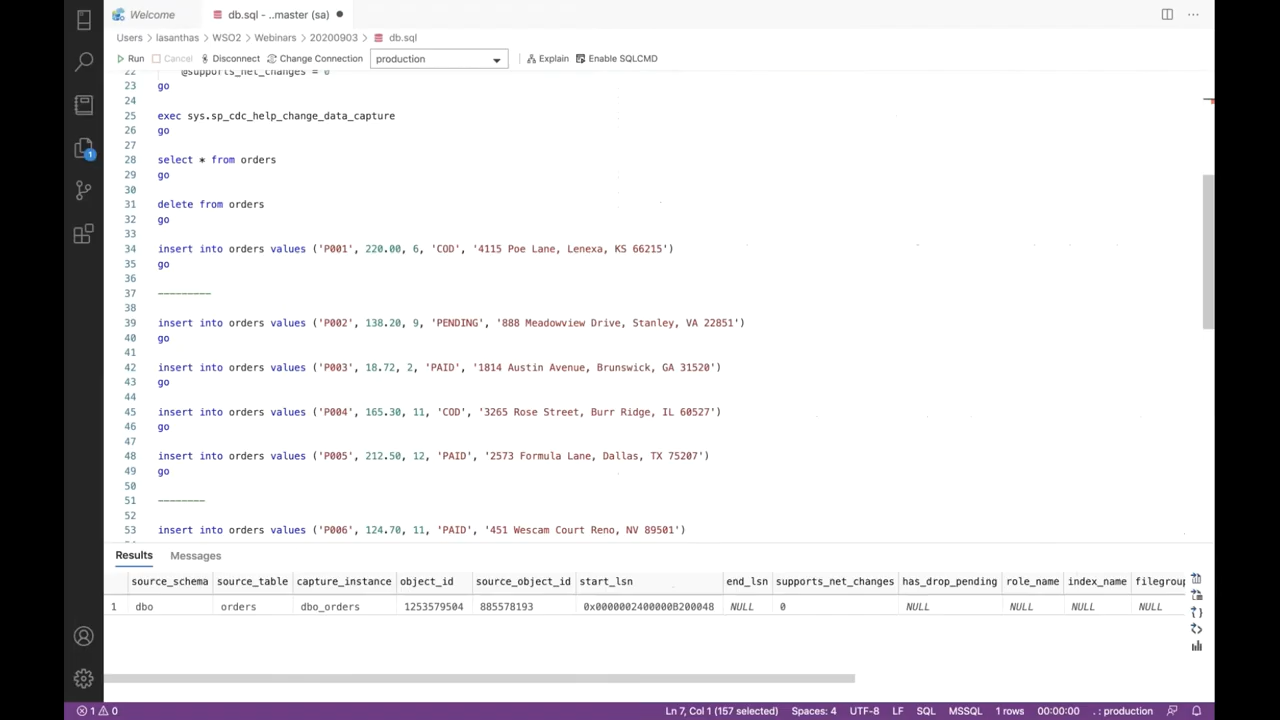 Welcome
db.sql - ..master (sa)
Users
lasanthas
WSO2
Webinars
20200903
db.sql
Run
Cancel
Disconnect
Change Connection
production
Explain
Enable SQLCMD
22 @supports_net_changes = 0
23 go
24
25 exec sys.sp_cdc_help_change_data_capture
26 go
27
28 select * from orders
29 go
30
31 delete from orders
32 go
33
34 insert into orders values ('P001', 220.00, 6, 'COD', '4115 Poe Lane, Lenexa, KS 66215')
35 go
36
37 ---------
38
39 insert into orders values ('P002', 138.20, 9, 'PENDING', '888 Meadowview Drive, Stanley, VA 22851')
40 go
41
42 insert into orders values ('P003', 18.72, 2, 'PAID', '1814 Austin Avenue, Brunswick, GA 31520')
43 go
44
45 insert into orders values ('P004', 165.30, 11, 'COD', '3265 Rose Street, Burr Ridge, IL 60527')
46 go
47
48 insert into orders values ('P005', 212.50, 12, 'PAID', '2573 Formula Lane, Dallas, TX 75207')
49 go
50
51 --------
52
53 insert into orders values ('P006', 124.70, 11, 'PAID', '451 Wescam Court Reno, NV 89501')
1
Results Messages
source_schema source_table capture_instance object_id source_object_id start_lsn end_lsn supports_net_changes has_drop_pending role_name index_name filegroup
1 dbo orders dbo_orders 1253579504 885578193 0x0000002400000B200048 NULL 0 NULL NULL NULL NULL
1 0
Ln 7, Col 1 (157 selected) Spaces: 4 UTF-8 LF SQL MSSQL 1 rows 00:00:00 . : production